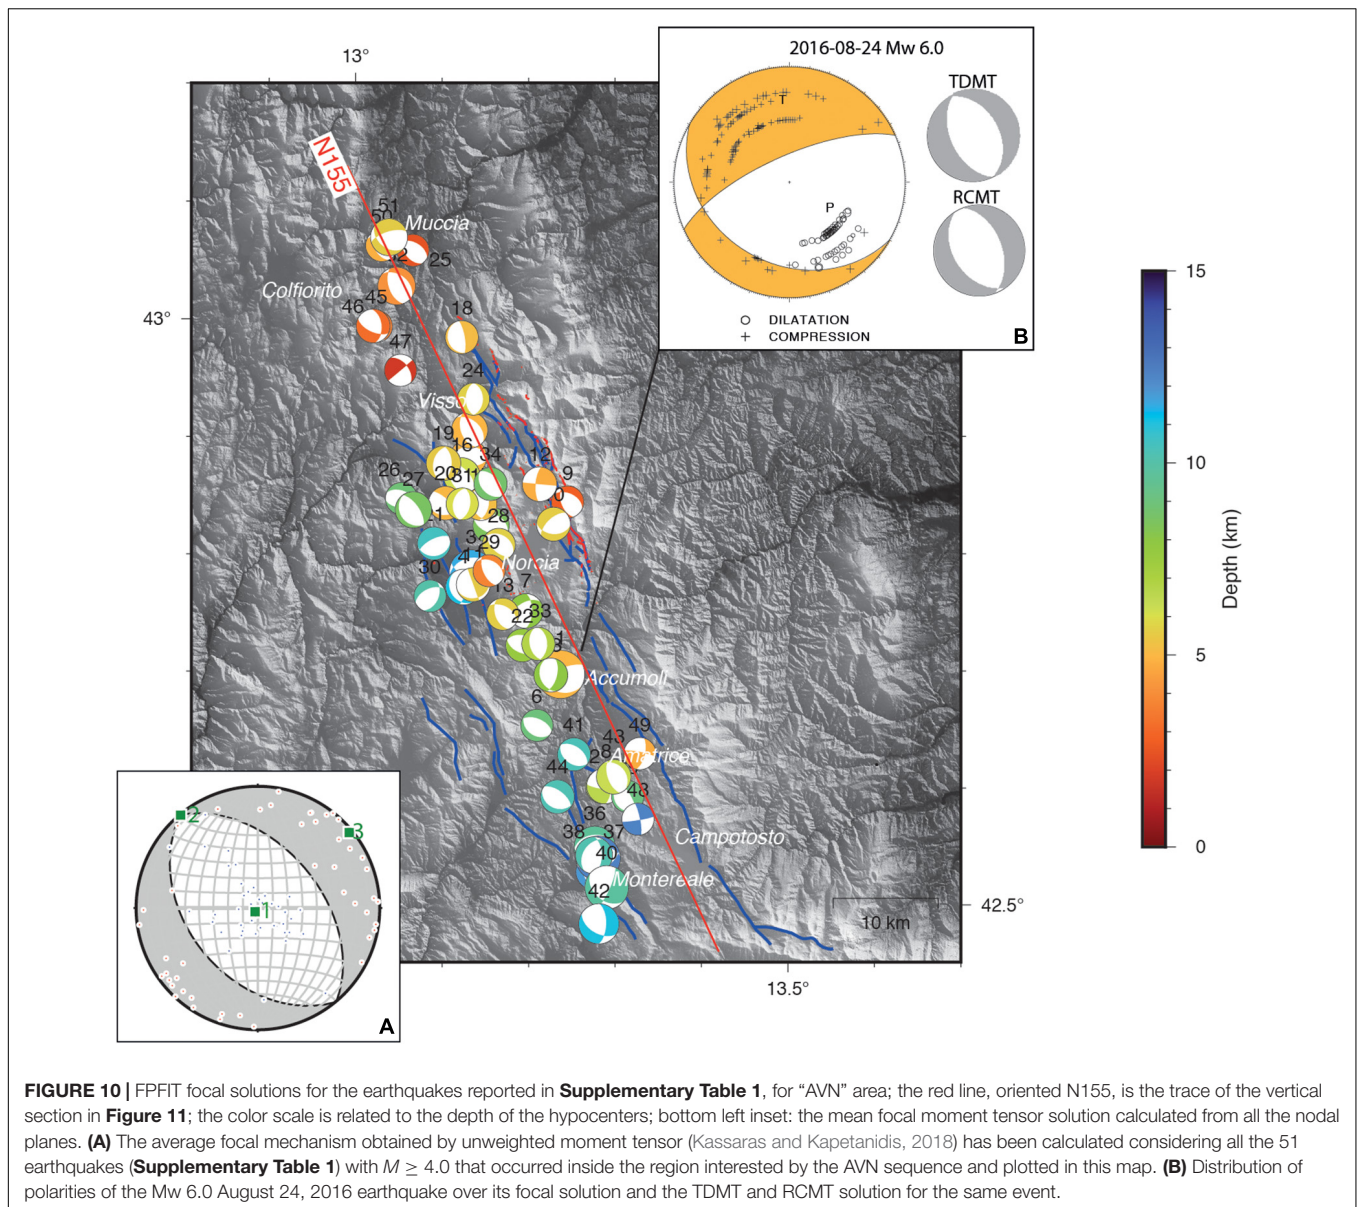 2016-08-24 Mw 6.0
TDMT
T
RCMT
P
DILATATION
COMPRESSION
B
13°
N155
51
50
Muccia
25
Colfiorito
45
46
18
43°
47
24
Visso
19
16
34
12
9
26
27
20
31
28
29
Norcia
30
4
13
7
22
33
1
Accumoli
6
41
43
49
Amatrice
44
48
36
38
37
Campotosto
40
Montereale
42
10 km
42.5°
13.5°
15
10
5
0
Depth (km)
2
3
1
A
FIGURE 10 | FPFIT focal solutions for the earthquakes reported in Supplementary Table 1, for “AVN” area; the red line, oriented N155, is the trace of the vertical
section in Figure 11; the color scale is related to the depth of the hypocenters; bottom left inset: the mean focal moment tensor solution calculated from all the nodal
planes. (A) The average focal mechanism obtained by unweighted moment tensor (Kassaras and Kapetanidis, 2018) has been calculated considering all the 51
earthquakes (Supplementary Table 1) with M ≥ 4.0 that occurred inside the region interested by the AVN sequence and plotted in this map. (B) Distribution of
polarities of the Mw 6.0 August 24, 2016 earthquake over its focal solution and the TDMT and RCMT solution for the same event.